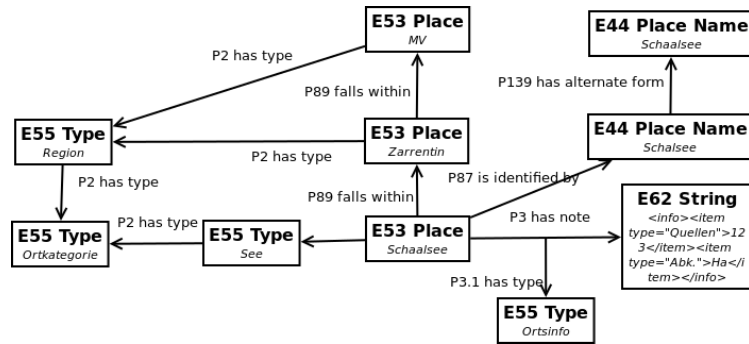 E53 Place
MV
E44 Place Name
Schaalsee
P2 has type
P89 falls within
P139 has alternate form
E55 Type
Region
E53 Place
Zarrentin
E44 Place Name
Schalsee
P2 has type
P2 has type
P89 falls within
P87 is identified by
P2 has type
P3 has note
E55 Type
Ortkategorie
E55 Type
See
E53 Place
Schaalsee
E62 String
<info><item
type="Quellen">12
3</item><item
type="Abk.">Ha</i
tem></info>
P3.1 has type
E55 Type
Ortsinfo